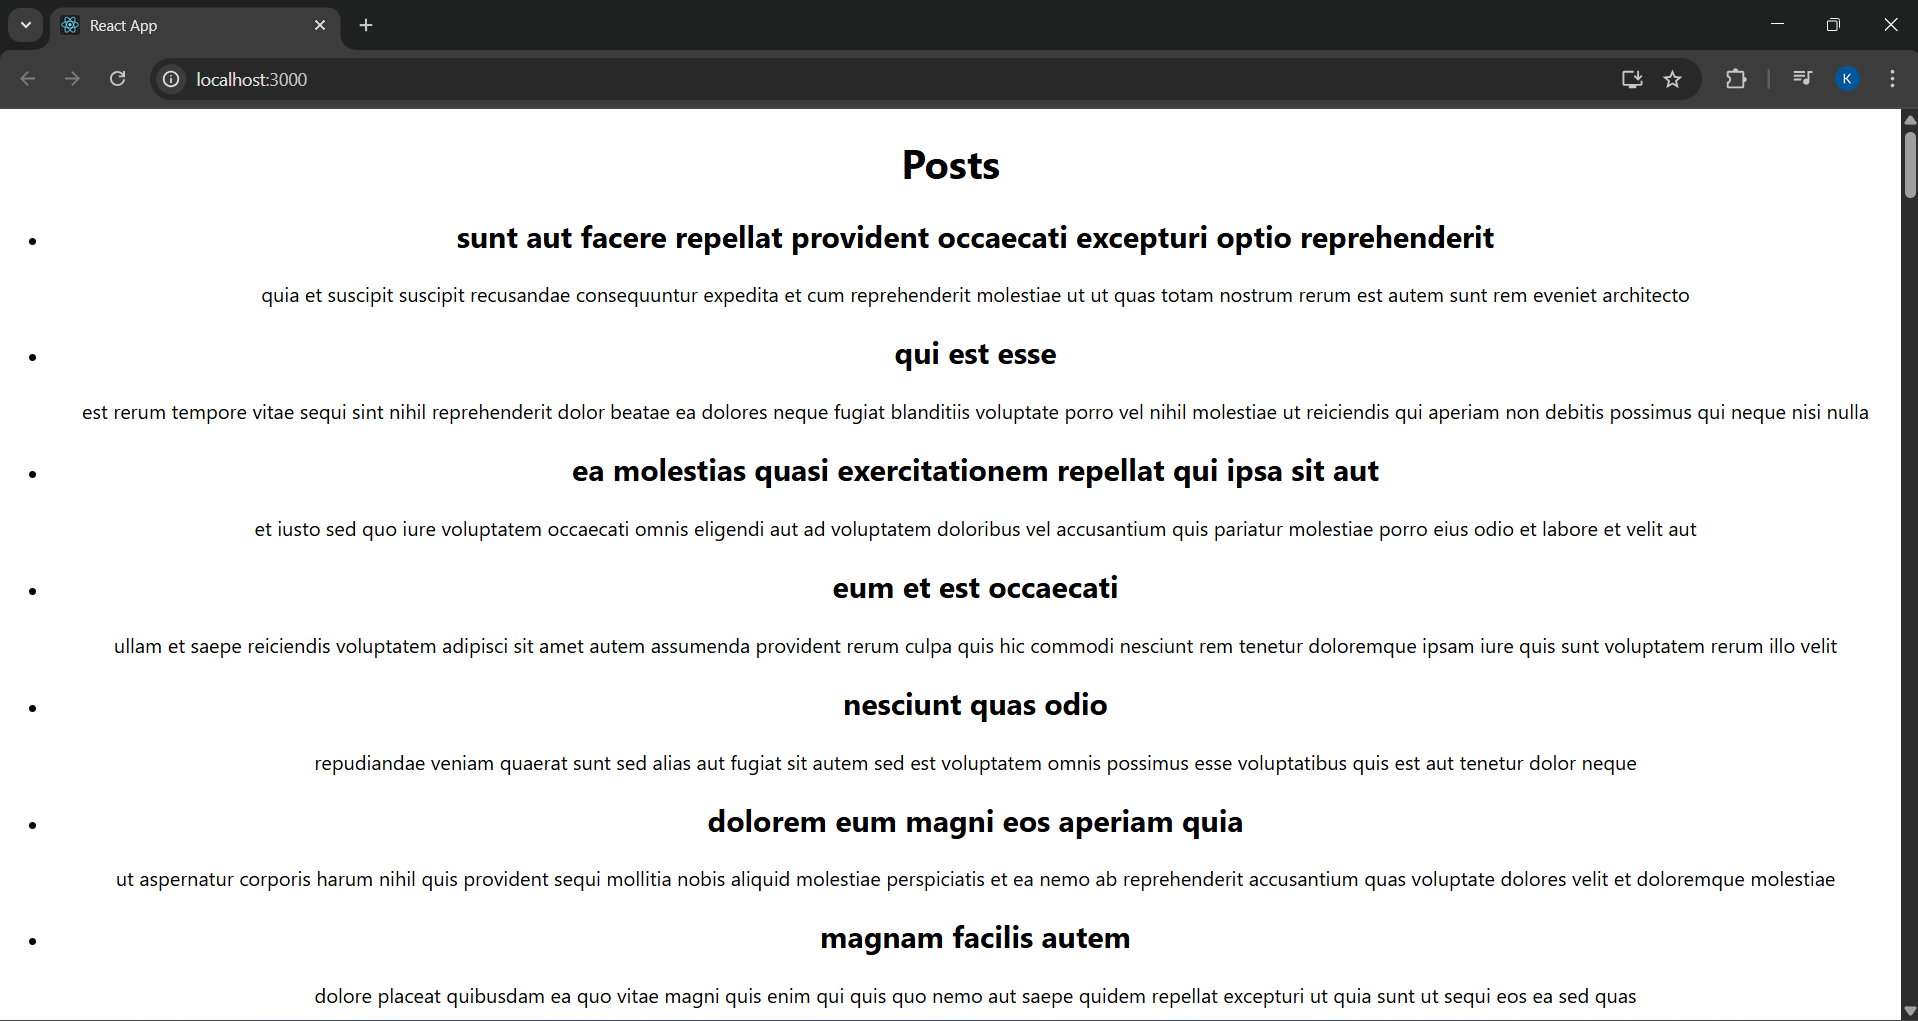 React App
localhost:3000
K
Posts
sunt aut facere repellat provident occaecati excepturi optio reprehenderit
quia et suscipit suscipit recusandae consequuntur expedita et cum reprehenderit molestiae ut ut quas totam nostrum rerum est autem sunt rem eveniet architecto
qui est esse
est rerum tempore vitae sequi sint nihil reprehenderit dolor beatae ea dolores neque fugiat blanditiis voluptate porro vel nihil molestiae ut reiciendis qui aperiam non debitis possimus qui neque nisi nulla
ea molestias quasi exercitationem repellat qui ipsa sit aut
et iusto sed quo iure voluptatem occaecati omnis eligendi aut ad voluptatem doloribus vel accusantium quis pariatur molestiae porro eius odio et labore et velit aut
eum et est occaecati
ullam et saepe reiciendis voluptatem adipisci sit amet autem assumenda provident rerum culpa quis hic commodi nesciunt rem tenetur doloremque ipsam iure quis sunt voluptatem rerum illo velit
nesciunt quas odio
repudiandae veniam quaerat sunt sed alias aut fugiat sit autem sed est voluptatem omnis possimus esse voluptatibus quis est aut tenetur dolor neque
dolorem eum magni eos aperiam quia
ut aspernatur corporis harum nihil quis provident sequi mollitia nobis aliquid molestiae perspiciatis et ea nemo ab reprehenderit accusantium quas voluptate dolores velit et doloremque molestiae
magnam facilis autem
dolore placeat quibusdam ea quo vitae magni quis enim qui quis quo nemo aut saepe quidem repellat excepturi ut quia sunt ut sequi eos ea sed quas